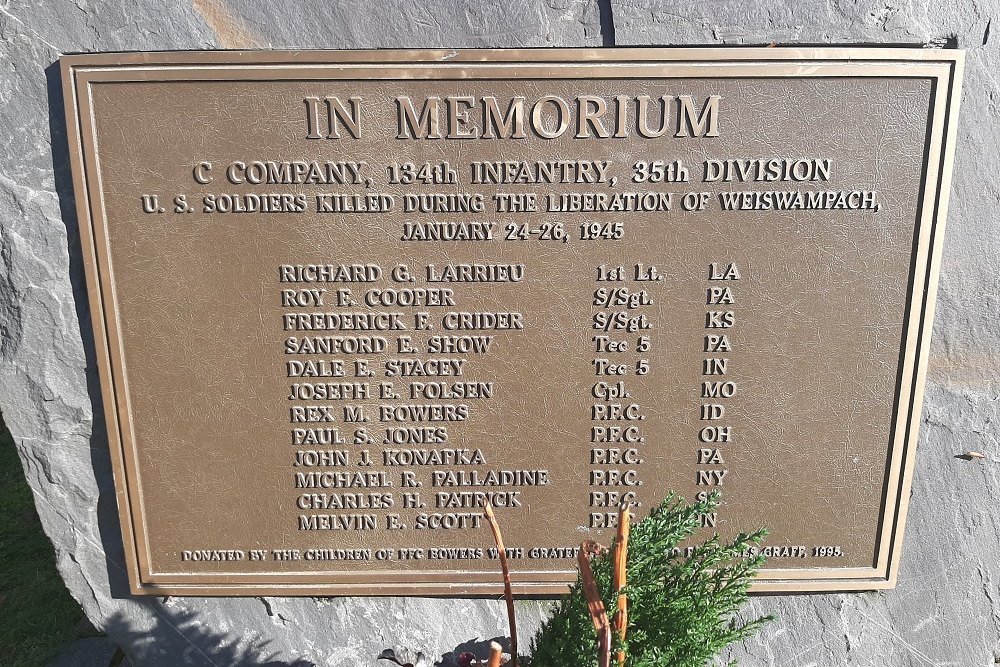 IN MEMORIUM
C COMPANY, 134th INFANTRY, 35th DIVISION
U. S. SOLDIERS KILLED DURING THE LIBERATION OF WEISWAMPACH,
JANUARY 24-26, 1945
RICHARD G. LARRIEU 1st Lt. LA
ROY E. COOPER S/Sgt. PA
FREDERICK F. CRIDER S/Sgt. KS
SANFORD E. SHOW Tec 5 PA
DALE E. STACEY Tec 5 IN
JOSEPH E. POLSEN Cpl. MO
REX M. BOWERS P.F.C. ID
PAUL S. JONES P.F.C. OH
JOHN J. KONAPKA P.F.C. PA
MICHAEL R. PALLADINE P.F.C. NY
CHARLES H. PATRICK P.F.C.
MELVIN E. SCOTT
DONATED BY THE CHILDREN OF PFC BOWERS WITH GRAFF, 1995.